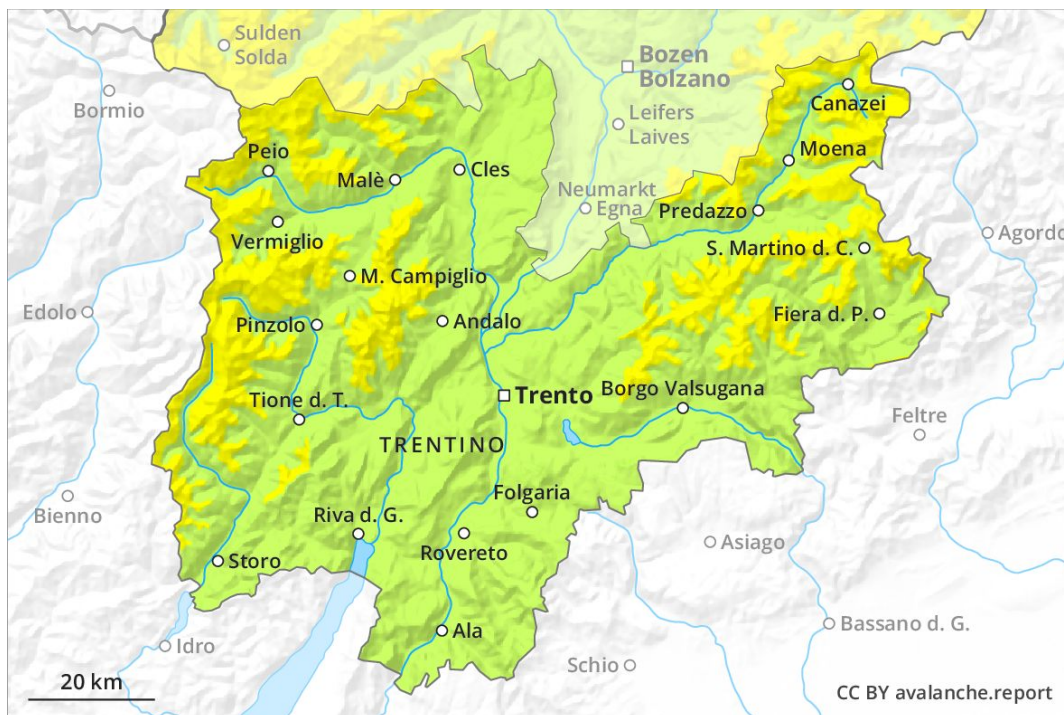 Sulden
Solda
Bozen
Bolzano
Bormio
Canazei
Leifers
Laives
Moena
Peio
Malè
Cles
Neumarkt
Egna
Predazzo
Vermiglio
Agordo
S. Martino d. C.
M. Campiglio
Edolo
Pinzolo
Andalo
Fiera d. P.
Tione d. T.
Trento
Borgo Valsugana
Feltre
TRENTINO
Bienno
Folgaria
Riva d. G.
Rovereto
Asiago
Storo
Ala
Bassano d. G.
Idro
Schio
20 km
CC BY avalanche.report